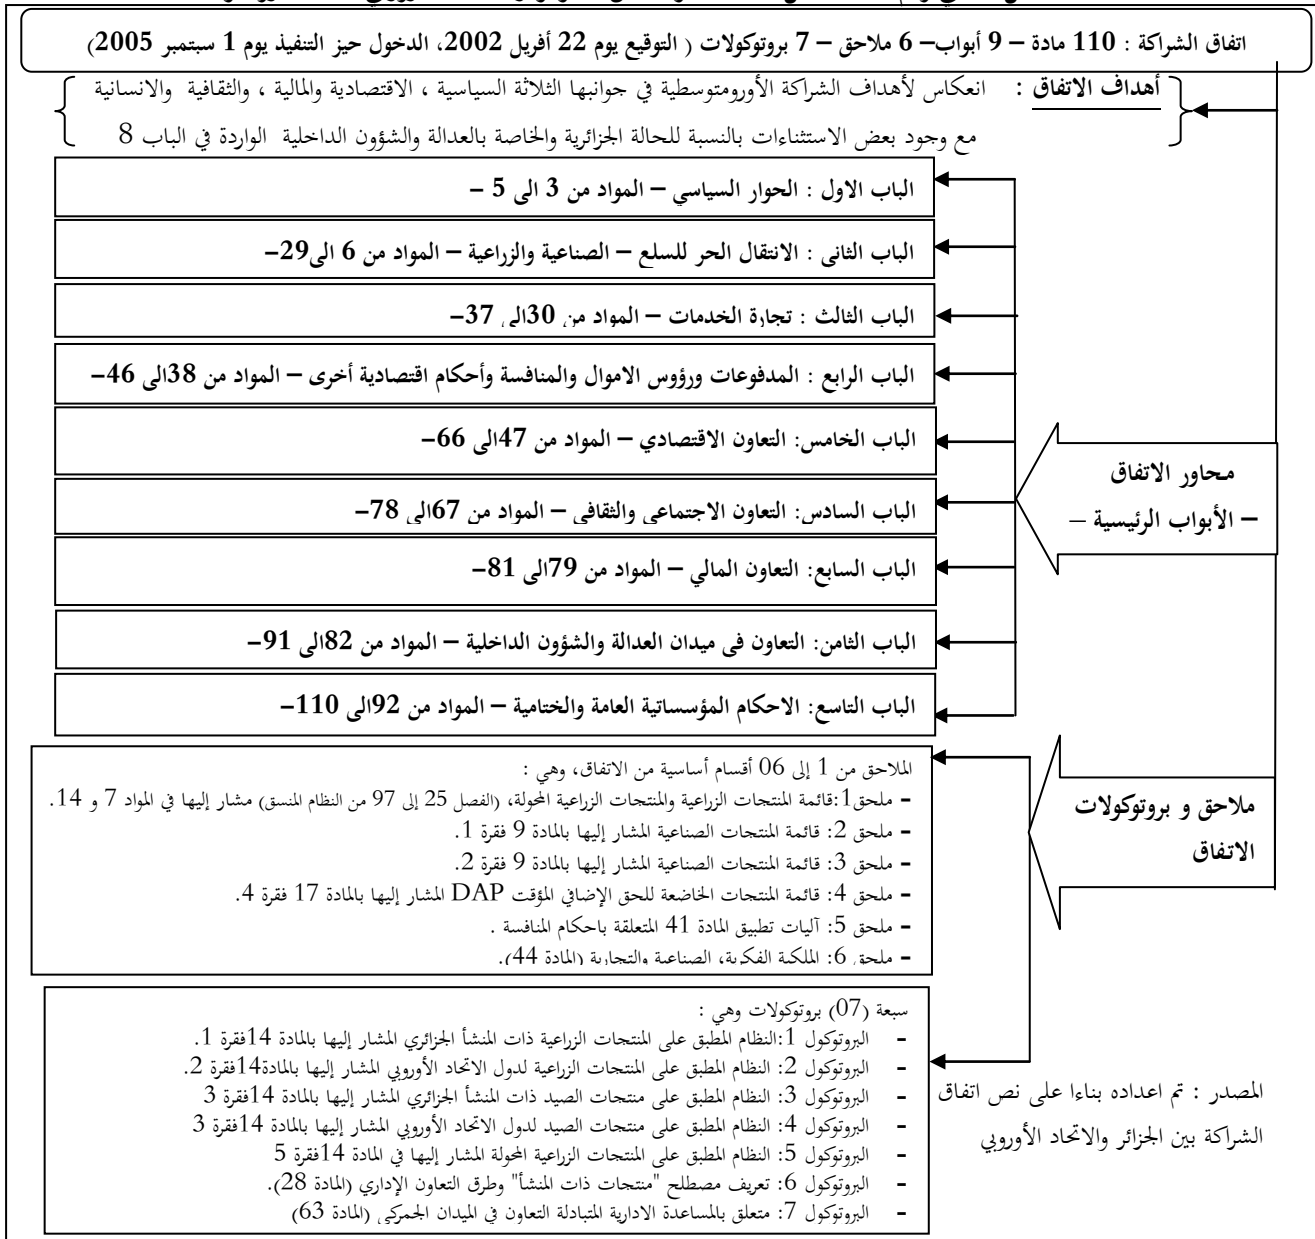 اتفاق الشراكة : 110 مادة – 9 أبواب– 6 ملاحق – 7 بروتوكولات ( التوقيع يوم 22 أفريل 2002، الدخول حيز التنفيذ يوم 1 سبتمبر 2005)
أهداف الاتفاق : انعكاس لأهداف الشراكة الأورومتوسطية في جوانبها الثلاثة السياسية ، الاقتصادية والمالية ، والثقافية والانسانية
مع وجود بعض الاستثناءات بالنسبة للحالة الجزائرية والخاصة بالعدالة والشؤون الداخلية الواردة في الباب 8
محاور الاتفاق
– الأبواب الرئيسية –
الباب الاول : الحوار السياسي – المواد من 3 الى 5 –
الباب الثاني : الانتقال الحر للسلع – الصناعية والزراعية – المواد من 6 الى29–
الباب الثالث : تجارة الخدمات – المواد من 30الى 37–
الباب الرابع : المدفوعات ورؤوس الاموال والمنافسة وأحكام اقتصادية أخرى – المواد من 38الى 46–
الباب الخامس: التعاون الاقتصادي – المواد من 47الى 66–
الباب السادس: التعاون الاجتماعي والثقافي – المواد من 67الى 78–
الباب السابع: التعاون المالي – المواد من 79الى 81–
الباب الثامن: التعاون في ميدان العدالة والشؤون الداخلية – المواد من 82الى 91–
الباب التاسع: الاحكام المؤسساتية العامة والختامية – المواد من 92الى 110–
ملاحق و بروتوكولات
الاتفاق
الملاحق من 1 إلى 06 أقسام أساسية من الاتفاق، وهي :
- ملحق1:قائمة المنتجات الزراعية والمنتجات الزراعية المحولة، (الفصل 25 إلى 97 من النظام المنسق) مشار إليها في المواد 7 و 14.
- ملحق 2: قائمة المنتجات الصناعية المشار إليها بالمادة 9 فقرة 1.
- ملحق 3: قائمة المنتجات الصناعية المشار إليها بالمادة 9 فقرة 2.
- ملحق 4: قائمة المنتجات الخاضعة للحق الإضافي المؤقت DAP المشار إليها بالمادة 17 فقرة 4.
- ملحق 5: آليات تطبيق المادة 41 المتعلقة باحكام المنافسة .
- ملحق 6: الملكية الفكرية، الصناعية والتجارية (المادة 44).
سبعة (07) بروتوكولات وهي :
- البروتوكول 1:النظام المطبق على المنتجات الزراعية ذات المنشأ الجزائري المشار إليها بالمادة 14فقرة 1.
- البروتوكول 2: النظام المطبق على المنتجات الزراعية لدول الاتحاد الأوروبي المشار إليها بالمادة14فقرة 2.
- البروتوكول 3: النظام المطبق على منتجات الصيد ذات المنشأ الجزائري المشار إليها بالمادة 14فقرة 3
- البروتوكول 4: النظام المطبق على منتجات الصيد لدول الاتحاد الأوروبي المشار إليها بالمادة 14فقرة 3
- البروتوكول 5: النظام المطبق على المنتجات الزراعية المحولة المشار إليها في المادة 14فقرة 5
- البروتوكول 6: تعريف مصطلح "منتجات ذات المنشأ" وطرق التعاون الإداري (المادة 28).
- البروتوكول 7: متعلق بالمساعدة الادارية المتبادلة التعاون في الميدان الجمركي (المادة 63)
المصدر : تم اعداده بناءا على نص اتفاق
الشراكة بين الجزائر والاتحاد الأوروبي